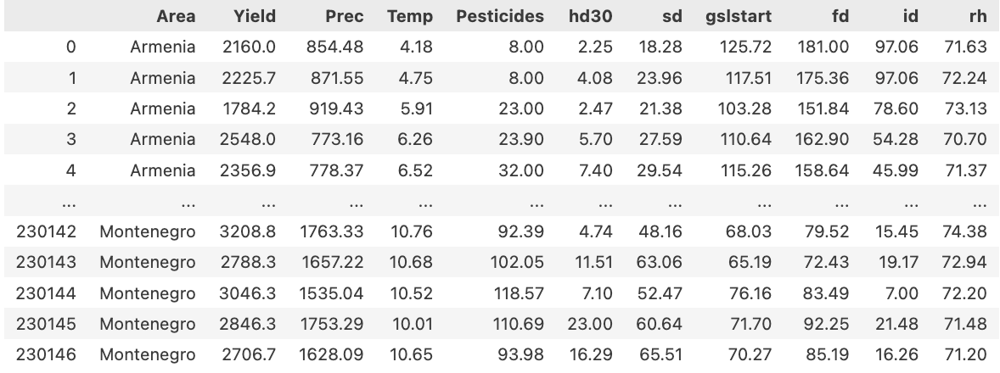 Area Yield Prec Temp Pesticides hd30 sd gslstart fd id rh
0 Armenia 2160.0 854.48 4.18 8.00 2.25 18.28 125.72 181.00 97.06 71.63
1 Armenia 2225.7 871.55 4.75 8.00 4.08 23.96 117.51 175.36 97.06 72.24
2 Armenia 1784.2 919.43 5.91 23.00 2.47 21.38 103.28 151.84 78.60 73.13
3 Armenia 2548.0 773.16 6.26 23.90 5.70 27.59 110.64 162.90 54.28 70.70
4 Armenia 2356.9 778.37 6.52 32.00 7.40 29.54 115.26 158.64 45.99 71.37
... ... ... ... ... ... ... ... ... ... ... ...
230142 Montenegro 3208.8 1763.33 10.76 92.39 4.74 48.16 68.03 79.52 15.45 74.38
230143 Montenegro 2788.3 1657.22 10.68 102.05 11.51 63.06 65.19 72.43 19.17 72.94
230144 Montenegro 3046.3 1535.04 10.52 118.57 7.10 52.47 76.16 83.49 7.00 72.20
230145 Montenegro 2846.3 1753.29 10.01 110.69 23.00 60.64 71.70 92.25 21.48 71.48
230146 Montenegro 2706.7 1628.09 10.65 93.98 16.29 65.51 70.27 85.19 16.26 71.20